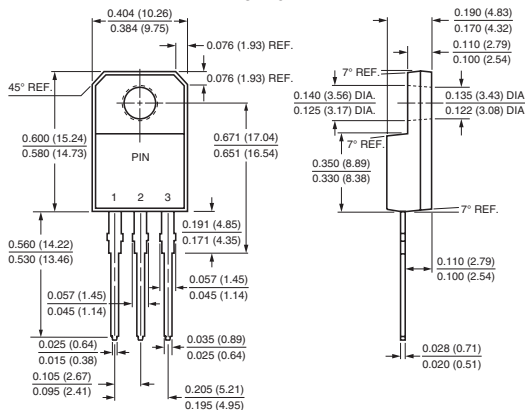 0.404 (10.26)
0.384 (9.75)
0.076 (1.93) REF.
0.076 (1.93) REF.
45° REF.
0.600 (15.24)
0.580 (14.73)
PIN
1 2 3
0.671 (17.04)
0.651 (16.54)
0.191 (4.85)
0.171 (4.35)
0.560 (14.22)
0.530 (13.46)
0.057 (1.45)
0.045 (1.14)
0.057 (1.45)
0.045 (1.14)
0.025 (0.64)
0.015 (0.38)
0.035 (0.89)
0.025 (0.64)
0.105 (2.67)
0.095 (2.41)
0.205 (5.21)
0.195 (4.95)
0.190 (4.83)
0.170 (4.32)
0.110 (2.79)
0.100 (2.54)
7° REF.
0.140 (3.56) DIA.
0.125 (3.17) DIA.
0.135 (3.43) DIA
0.122 (3.08) DIA
7° REF.
0.350 (8.89)
0.330 (8.38)
7° REF.
0.110 (2.79)
0.100 (2.54)
0.028 (0.71)
0.020 (0.51)